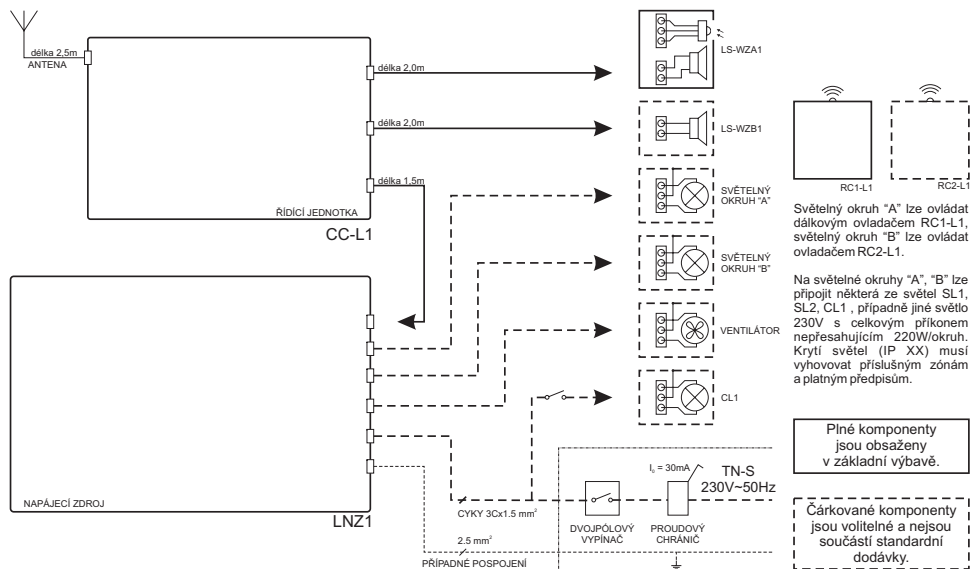 délka 2,5m
ANTENA
délka 2,0m
délka 2,0m
délka 1,5m
ŘÍDÍCÍ JEDNOTKA
CC-L1
NAPÁJECÍ ZDROJ
LNZ1
LS-WZA1
LS-WZB1
SVĚTELNÝ
OKRUH "A"
SVĚTELNÝ
OKRUH "B"
VENTILÁTOR
CL1
CYKY 3Cx1.5 mm²
2.5 mm²
PŘÍPADNÉ POSPOJENÍ
DVOJPÓLOVÝ
VYPÍNAČ
PROUDOVÝ
CHRÁNIČ
= 30mA
TN-S
230V~50Hz
RC1-L1
RC2-L1
Světelný okruh "A" lze ovládat
dálkovým ovladačem RC1-L1,
světelný okruh "B" lze ovládat
ovladačem RC2-L1.
Na světelné okruhy "A", "B" lze
připojit některá ze světel SL1,
SL2, CL1 , případně jiné světlo
230V s celkovým příkonem
nepřesahujícím 220W/okruh.
Krytí světel (IP XX) musí
vyhovovat příslušným zónám
a platným předpisům.
Plné komponenty
jsou obsaženy
v základní výbavě.
Čárkované komponenty
jsou volitelné a nejsou
součástí standardní
dodávky.